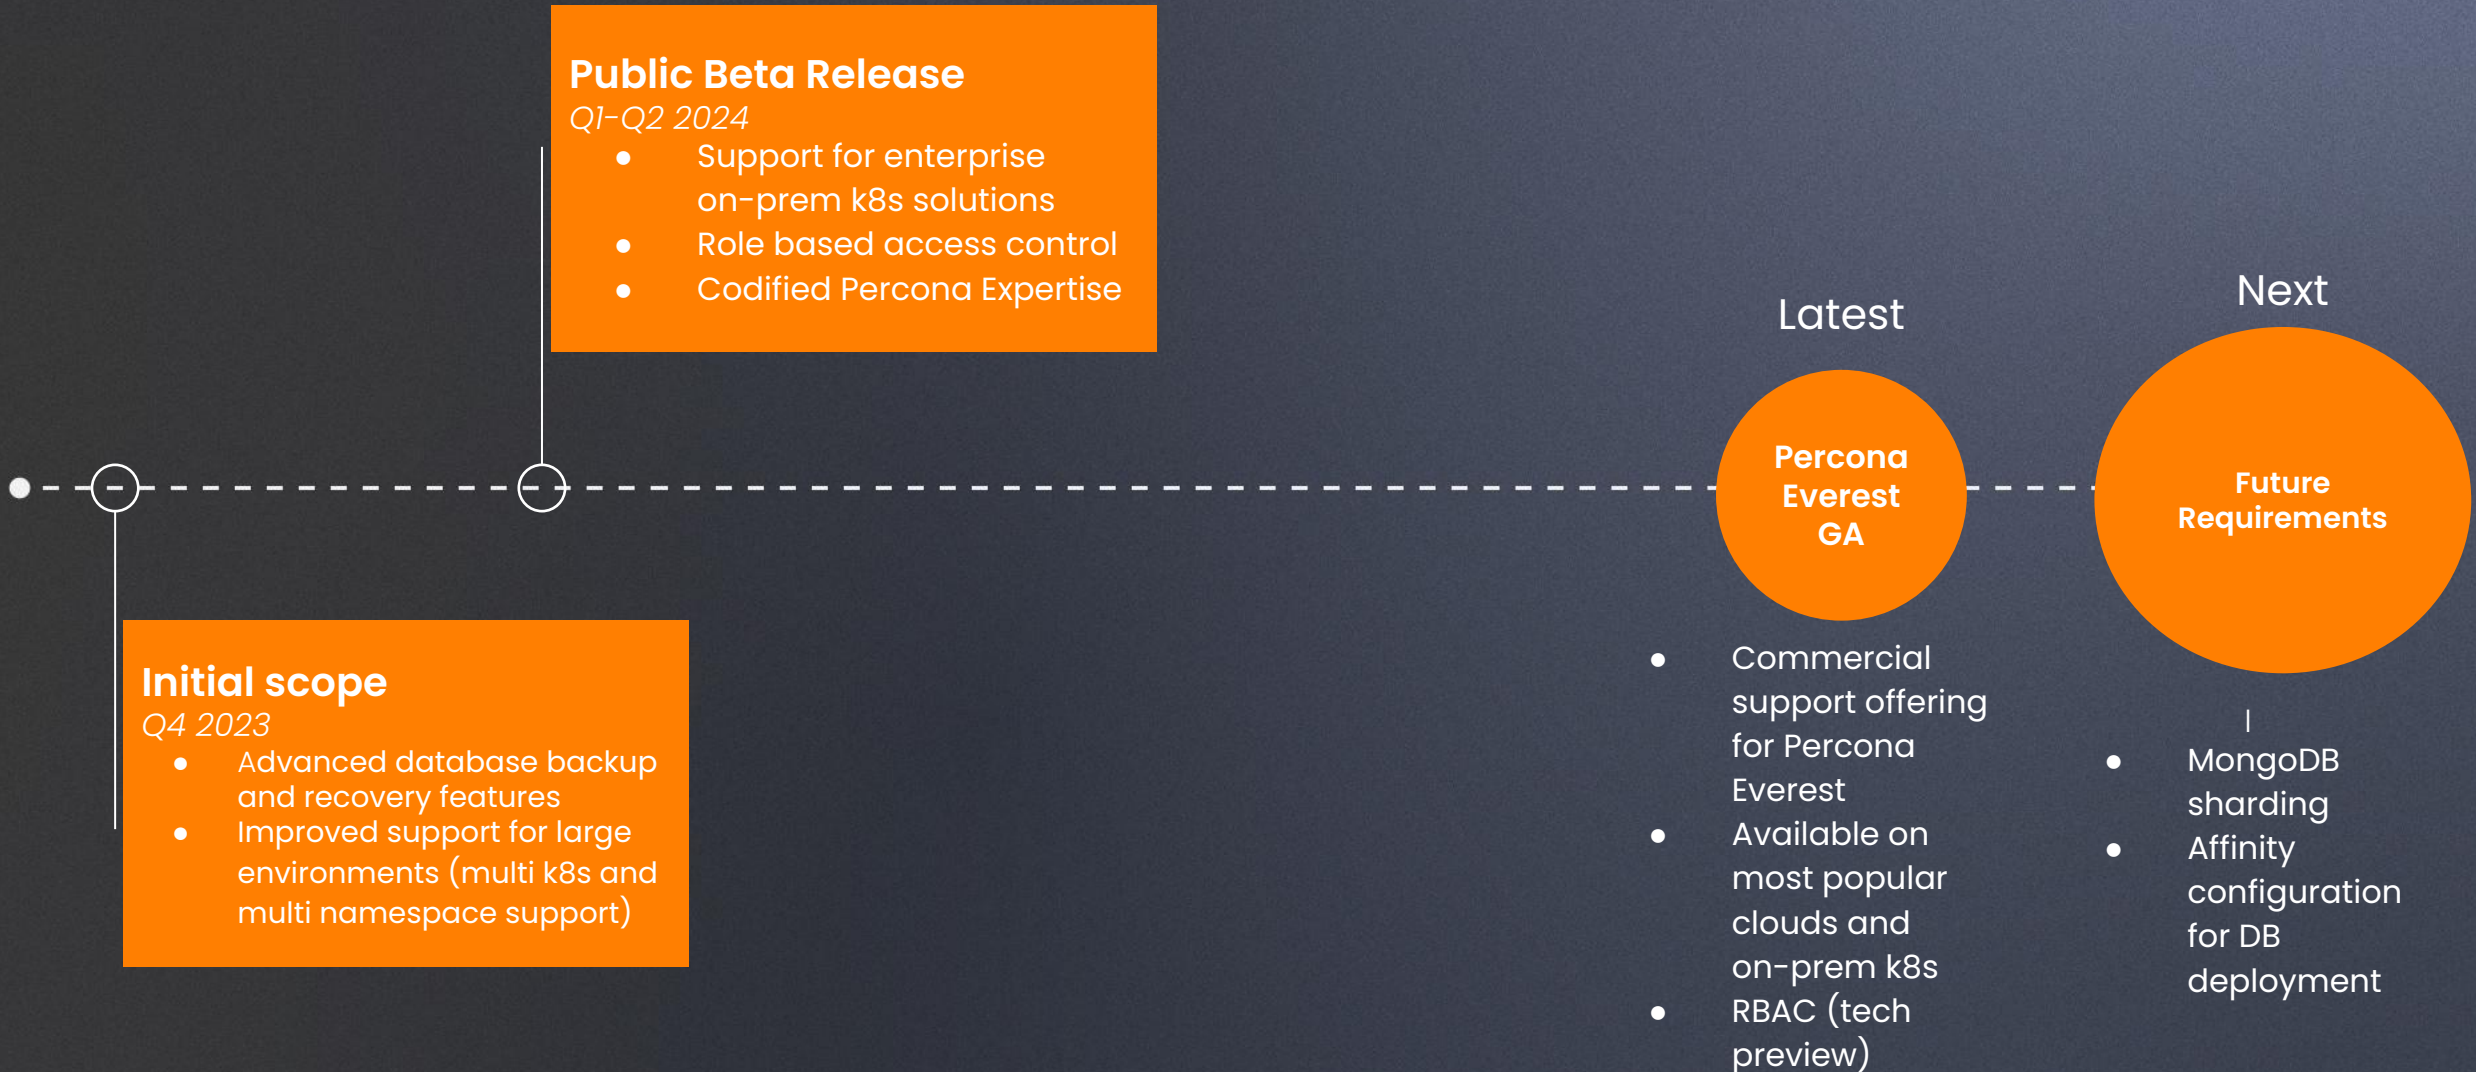 Public Beta Release
Q1-Q2 2024
● Support for enterprise
on-prem k8s solutions
● Role based access control
● Codified Percona Expertise
Initial scope
Q4 2023
● Advanced database backup
and recovery features
● Improved support for large
environments (multi k8s and
multi namespace support)
Latest
Percona
Everest
GA
● Commercial
support offering
for Percona
Everest
● Available on
most popular
clouds and
on-prem k8s
● RBAC (tech
preview)
Next
Future
Requirements
|
● MongoDB
sharding
● Affinity
configuration
for DB
deployment